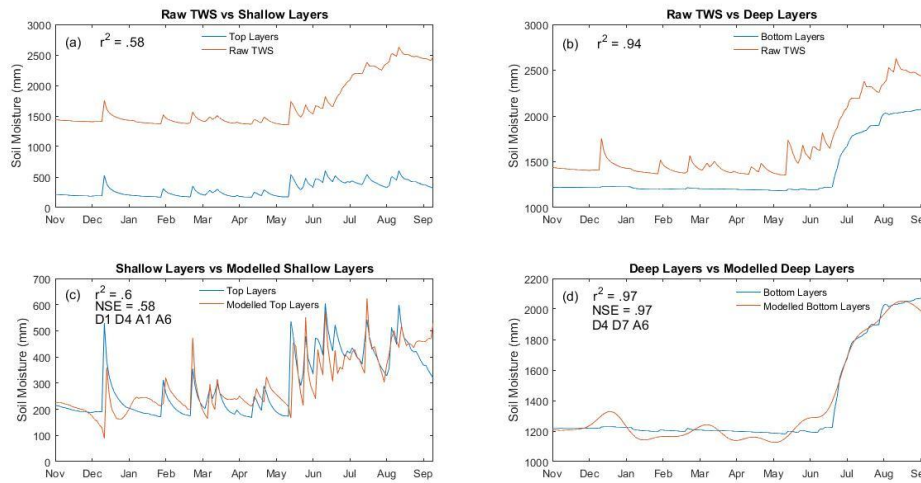 Raw TWS vs Shallow Layers
(a) r² = .58
Top Layers
Raw TWS
Soil Moisture (mm)
3000
2500
2000
1500
1000
500
0
Nov Dec Jan Feb Mar Apr May Jun Jul Aug Sep
Raw TWS vs Deep Layers
(b) r² = .94
Bottom Layers
Raw TWS
Soil Moisture (mm)
3000
2500
2000
1500
1000
Nov Dec Jan Feb Mar Apr May Jun Jul Aug Se
Shallow Layers vs Modelled Shallow Layers
(c) r² = .6
NSE = .58
D1 D4 A1 A6
Top Layers
Modelled Top Layers
Soil Moisture (mm)
700
600
500
400
300
200
100
0
Nov Dec Jan Feb Mar Apr May Jun Jul Aug Sep
Deep Layers vs Modelled Deep Layers
(d) r² = .97
NSE = .97
D4 D7 A6
Bottom Layers
Modelled Bottom Layers
Soil Moisture (mm)
2200
2000
1800
1600
1400
1200
1000
Nov Dec Jan Feb Mar Apr May Jun Jul Aug Se